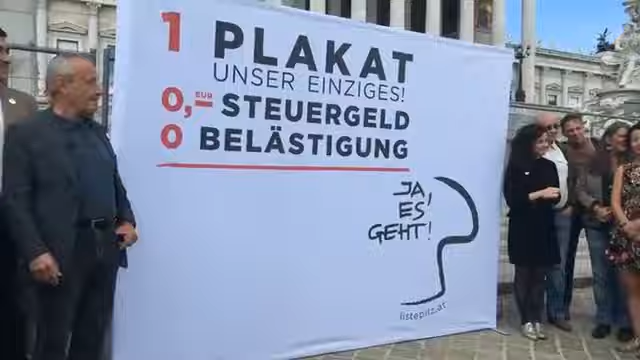 1 PLAKAT
UNSER EINZIGES!
0,- EUR STEUERGELD
0 BELÄSTIGUNG
JA,
ES
GEHT!
listepilz.at